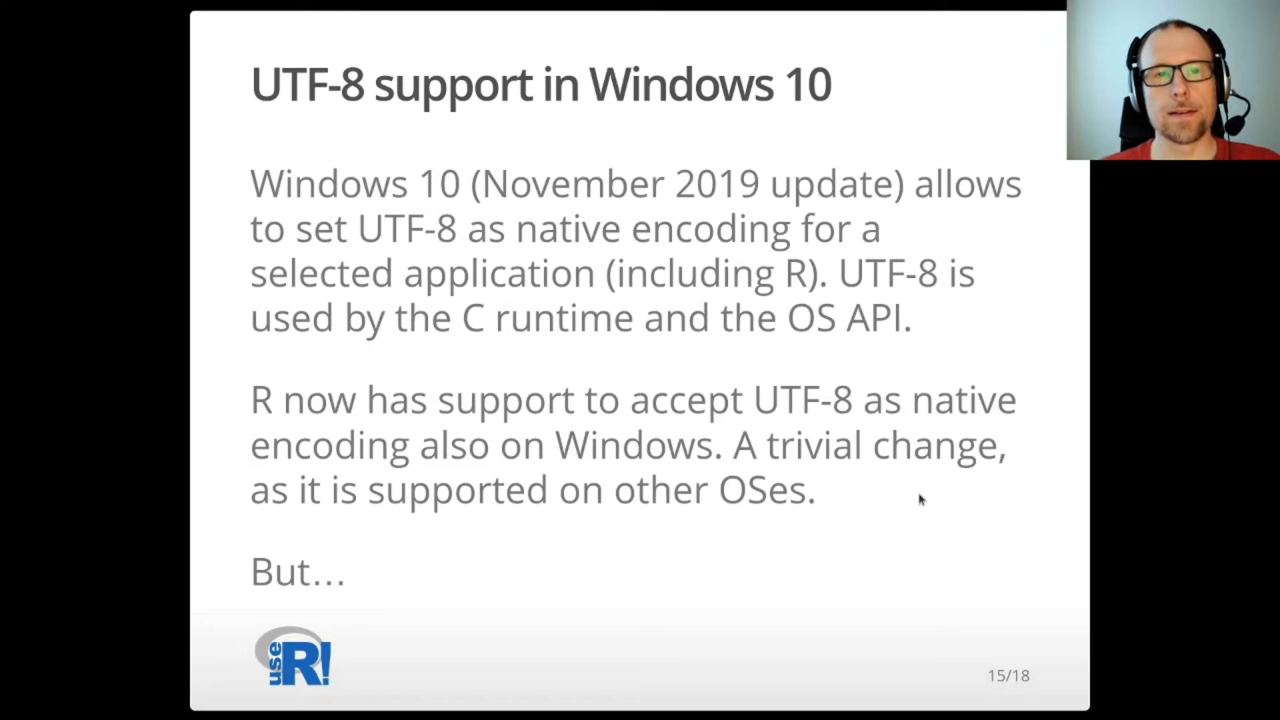 UTF-8 support in Windows 10
Windows 10 (November 2019 update) allows
to set UTF-8 as native encoding for a
selected application (including R). UTF-8 is
used by the C runtime and the OS API.
R now has support to accept UTF-8 as native
encoding also on Windows. A trivial change,
as it is supported on other OSes.
But…
use R!
15/18